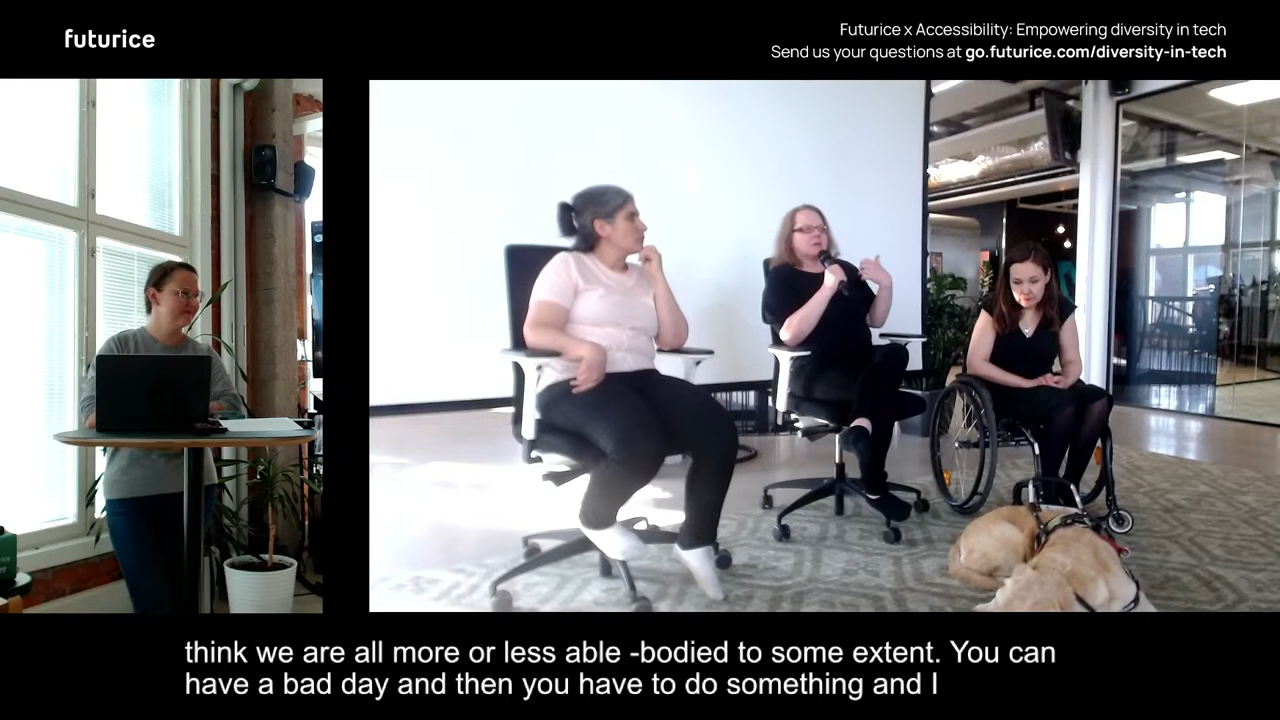 futurice
Futurice x Accessibility: Empowering diversity in tech
Send us your questions at go.futurice.com/diversity-in-tech
think we are all more or less able -bodied to some extent. You can
have a bad day and then you have to do something and I